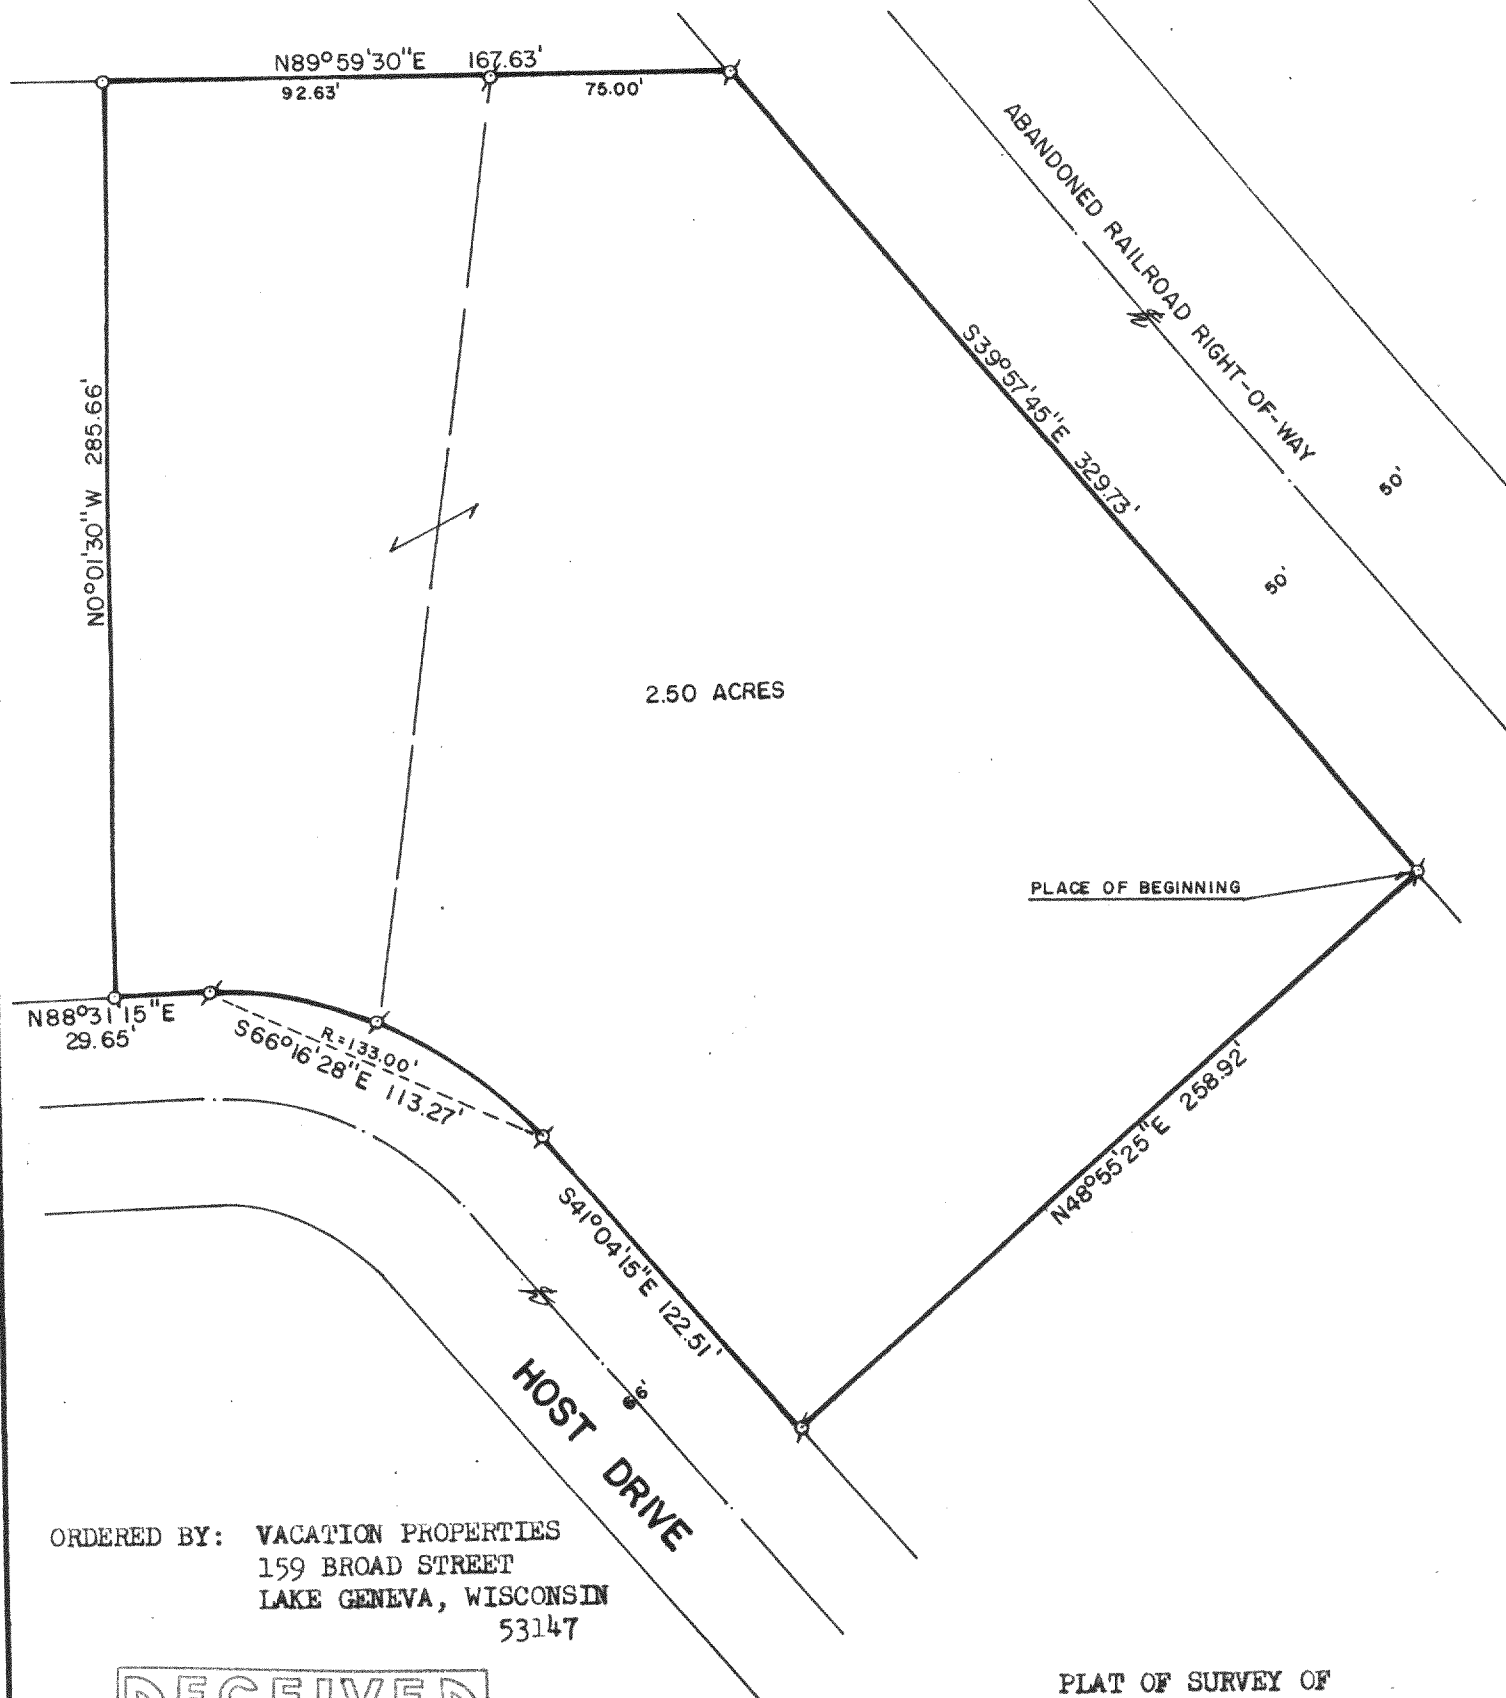 N89°59'30"E 167.63'
92.63' 75.00'
ABANDONED RAILROAD RIGHT-OF-WAY
S39°57'45"E 329.73'
50'
50'
N0°01'30"W 285.66'
2.50 ACRES
PLACE OF BEGINNING
N88°31'15"E
29.65'
R=133.00'
S66°16'28"E 113.27'
N48°55'25"E 258.92'
S41°04'15"E 122.51'
HOST DRIVE
ORDERED BY: VACATION PROPERTIES
159 BROAD STREET
LAKE GENEVA, WISCONSIN
53147
RECEIVED
PLAT OF SURVEY OF